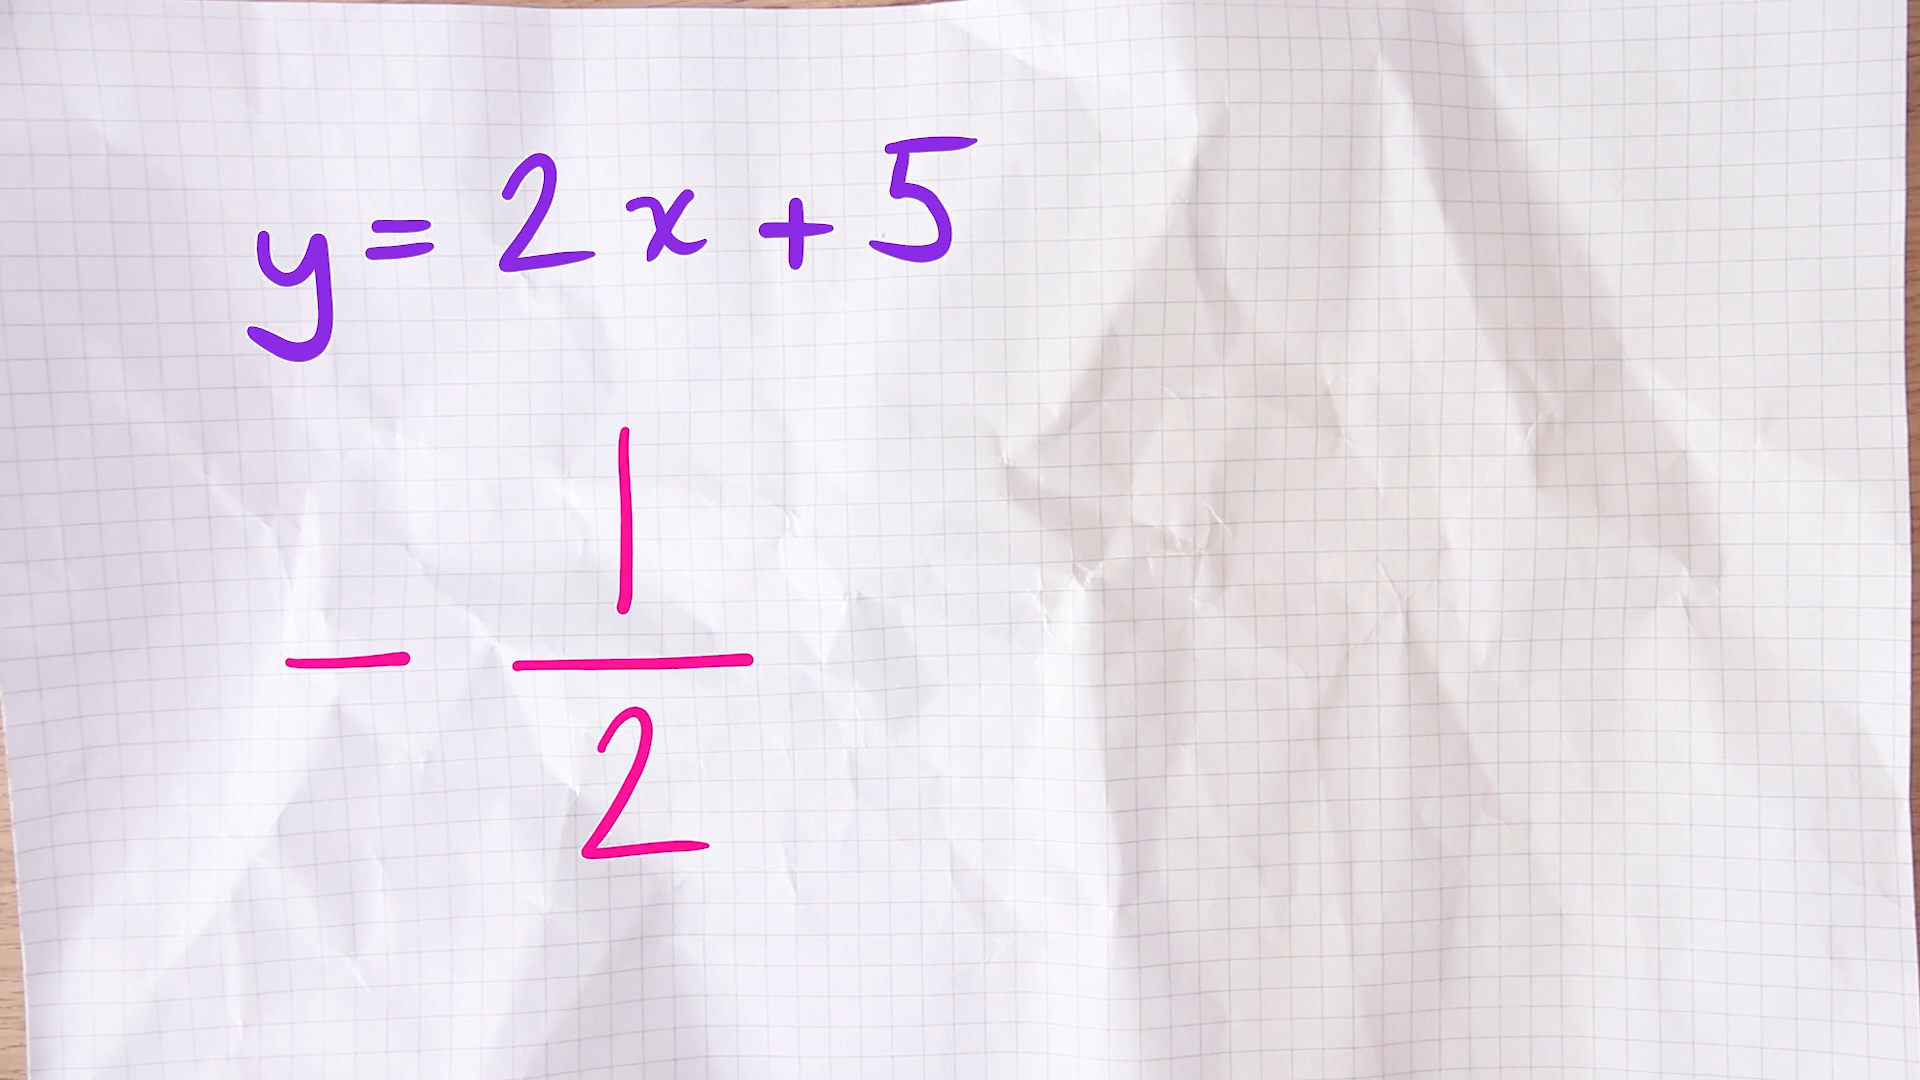 y = 2x + 5
- 1/2